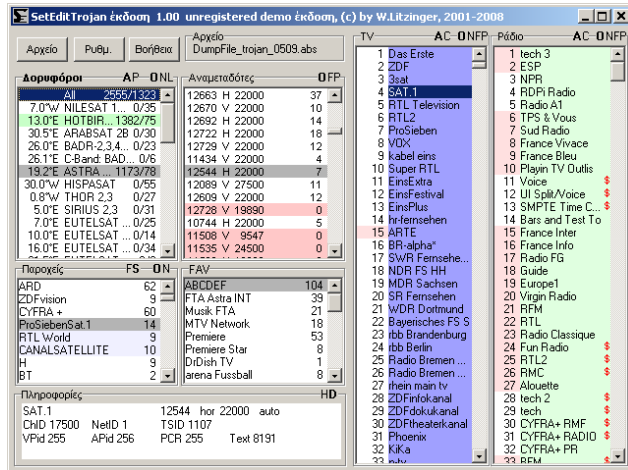 SetEditTrojan έκδοση 1.00 unregistered demo έκδοση, (c) by W.Litzinger, 2001-2008
Αρχείο Ρυθμ. Βοήθεια
Αρχείο
DumpFile_trojan_0509.abs
Δορυφόροι AP ONL
All 2555/1323
7.0°W NILESAT 1... 0/35
13.0°E HOTBIR... 1382/75
30.5°E ARABSAT 2B 0/30
26.0°E BADR-2,3,4... 0/23
26.1°E C-Band: BAD... 0/6
19.2°E ASTRA ... 1173/78
30.0°W HISPASAT 0/55
0.8°W THOR 2,3 0/27
5.0°E SIRIUS 2,3 0/31
7.0°E EUTELSAT ... 0/25
10.0°E EUTELSAT ... 0/14
16.0°E EUTELSAT ... 0/34
Αναμεταδότες OFP
12663 H 22000 37
12670 V 22000 10
12692 H 22000 14
12722 H 22000 18
12729 V 22000 12
11434 V 22000 4
12544 H 22000 7
12089 V 27500 11
12609 V 22000 12
12728 V 19890 0
10744 H 22000 5
11508 V 9547 0
11535 V 24500 0
Παροχείς FS ON
ARD 62
ZDFvision 9
CYFRA + 60
ProSiebenSat.1 14
RTL World 9
CANALSATELLITE 10
H 9
BT 2
FAV
ABCDEF 104
FTA Astra INT 39
Musik FTA 21
MTV Network 18
Premiere 53
Premiere Star 8
DrDish TV 1
arena Fussball 8
Πληροφορίες HD
SAT.1 12544 hor 22000 auto
ChID 17500 NetID 1 TSID 1107
VPid 255 APid 256 PCR 255 Text 8191
TV AC ONFP
1 Das Erste
2 ZDF
3 3sat
4 SAT.1
5 RTL Television
6 RTL2
7 ProSieben
8 VOX
9 kabel eins
10 Super RTL
11 EinsExtra
12 EinsFestival
13 EinsPlus
14 hr-fernsehen
15 ARTE
16 BR-alpha*
17 SWR Fernsehe...
18 NDR FS HH
19 MDR Sachsen
20 SR Fernsehen
21 WDR Dortmund
22 Bayerisches FS S
23 rbb Brandenburg
24 rbb Berlin
25 Radio Bremen ...
26 Radio Bremen ...
27 rhein main tv
28 ZDFinfokanal
29 ZDFdokukanal
30 ZDFtheaterkanal
31 Phoenix
32 KiKa
Ράδιο AC ONFP
1 tech 3
2 ESP
3 NPR
4 RDPi Radio
5 Radio A1
6 TPS & Vous
7 Sud Radio
8 France Vivace
9 France Bleu
10 Playin TV Outlis
11 Voice $
12 UI Split/Voice $
13 SMPTE Time C... $
14 Bars and Test To
15 France Inter
16 France Info
17 Radio FG
18 Guide
19 Europe1
20 Virgin Radio
21 RFM
22 RTL
23 Radio Classique
24 Fun Radio $
25 RTL2 $
26 RMC $
27 Alouette
28 tech 2 $
29 tech $
30 CYFRA+ RMF $
31 CYFRA+ RADIO $
32 CYFRA+ PR $
33 BFM $